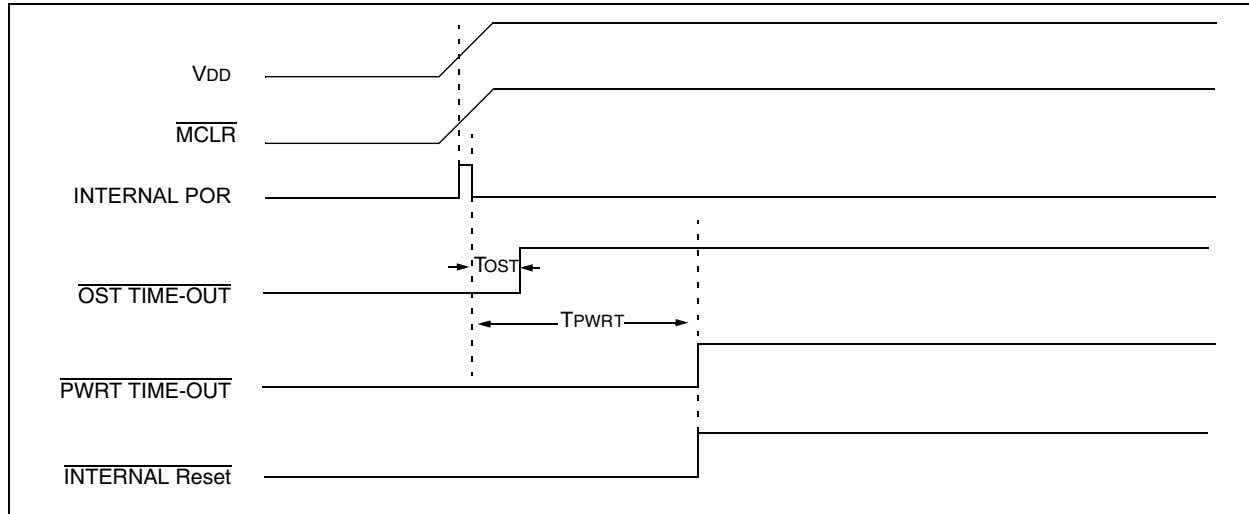 VDD
MCLR
INTERNAL POR
TOST
OST TIME-OUT
TPWRT
PWRT TIME-OUT
INTERNAL Reset